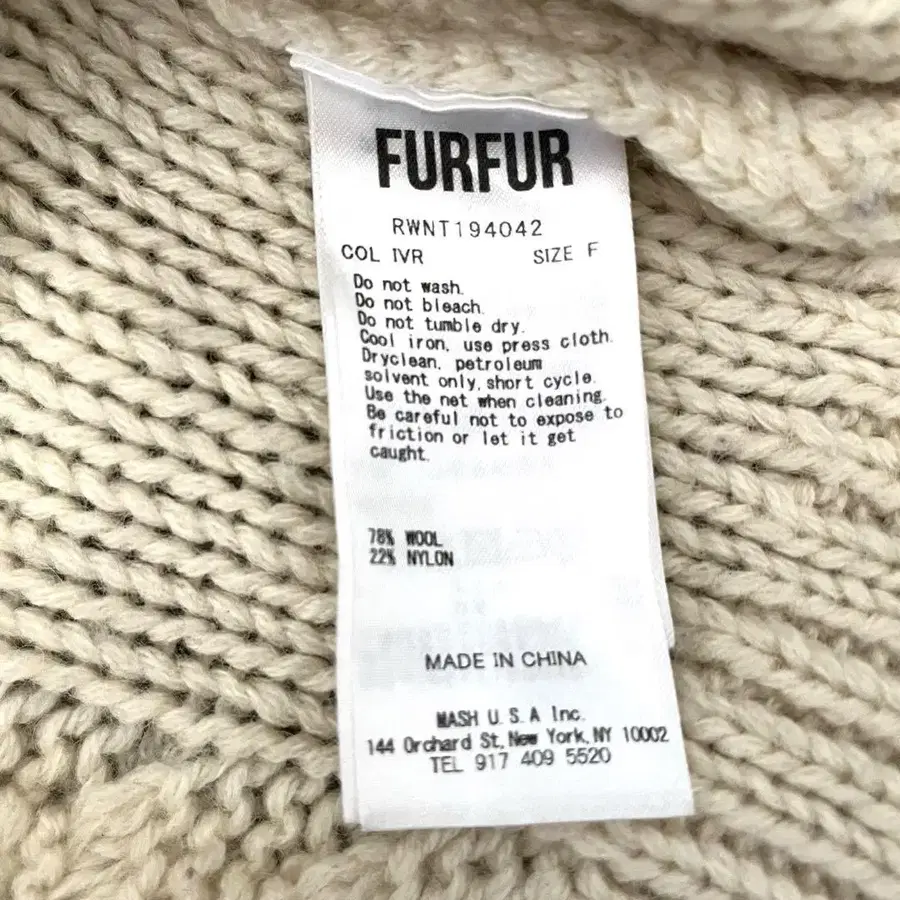 FURFUR
RWNT194042
COL IVR SIZE F
Do not wash.
Do not bleach.
Do not tumble dry.
Cool iron, use press cloth.
Dryclean, petroleum
solvent only, short cycle.
Use the net when cleaning.
Be careful not to expose to
friction or let it get
caught.
78% WOOL
22% NYLON
MADE IN CHINA
MASH U.S.A Inc.
144 Orchard St, New York, NY 10002
TEL 917 409 5520